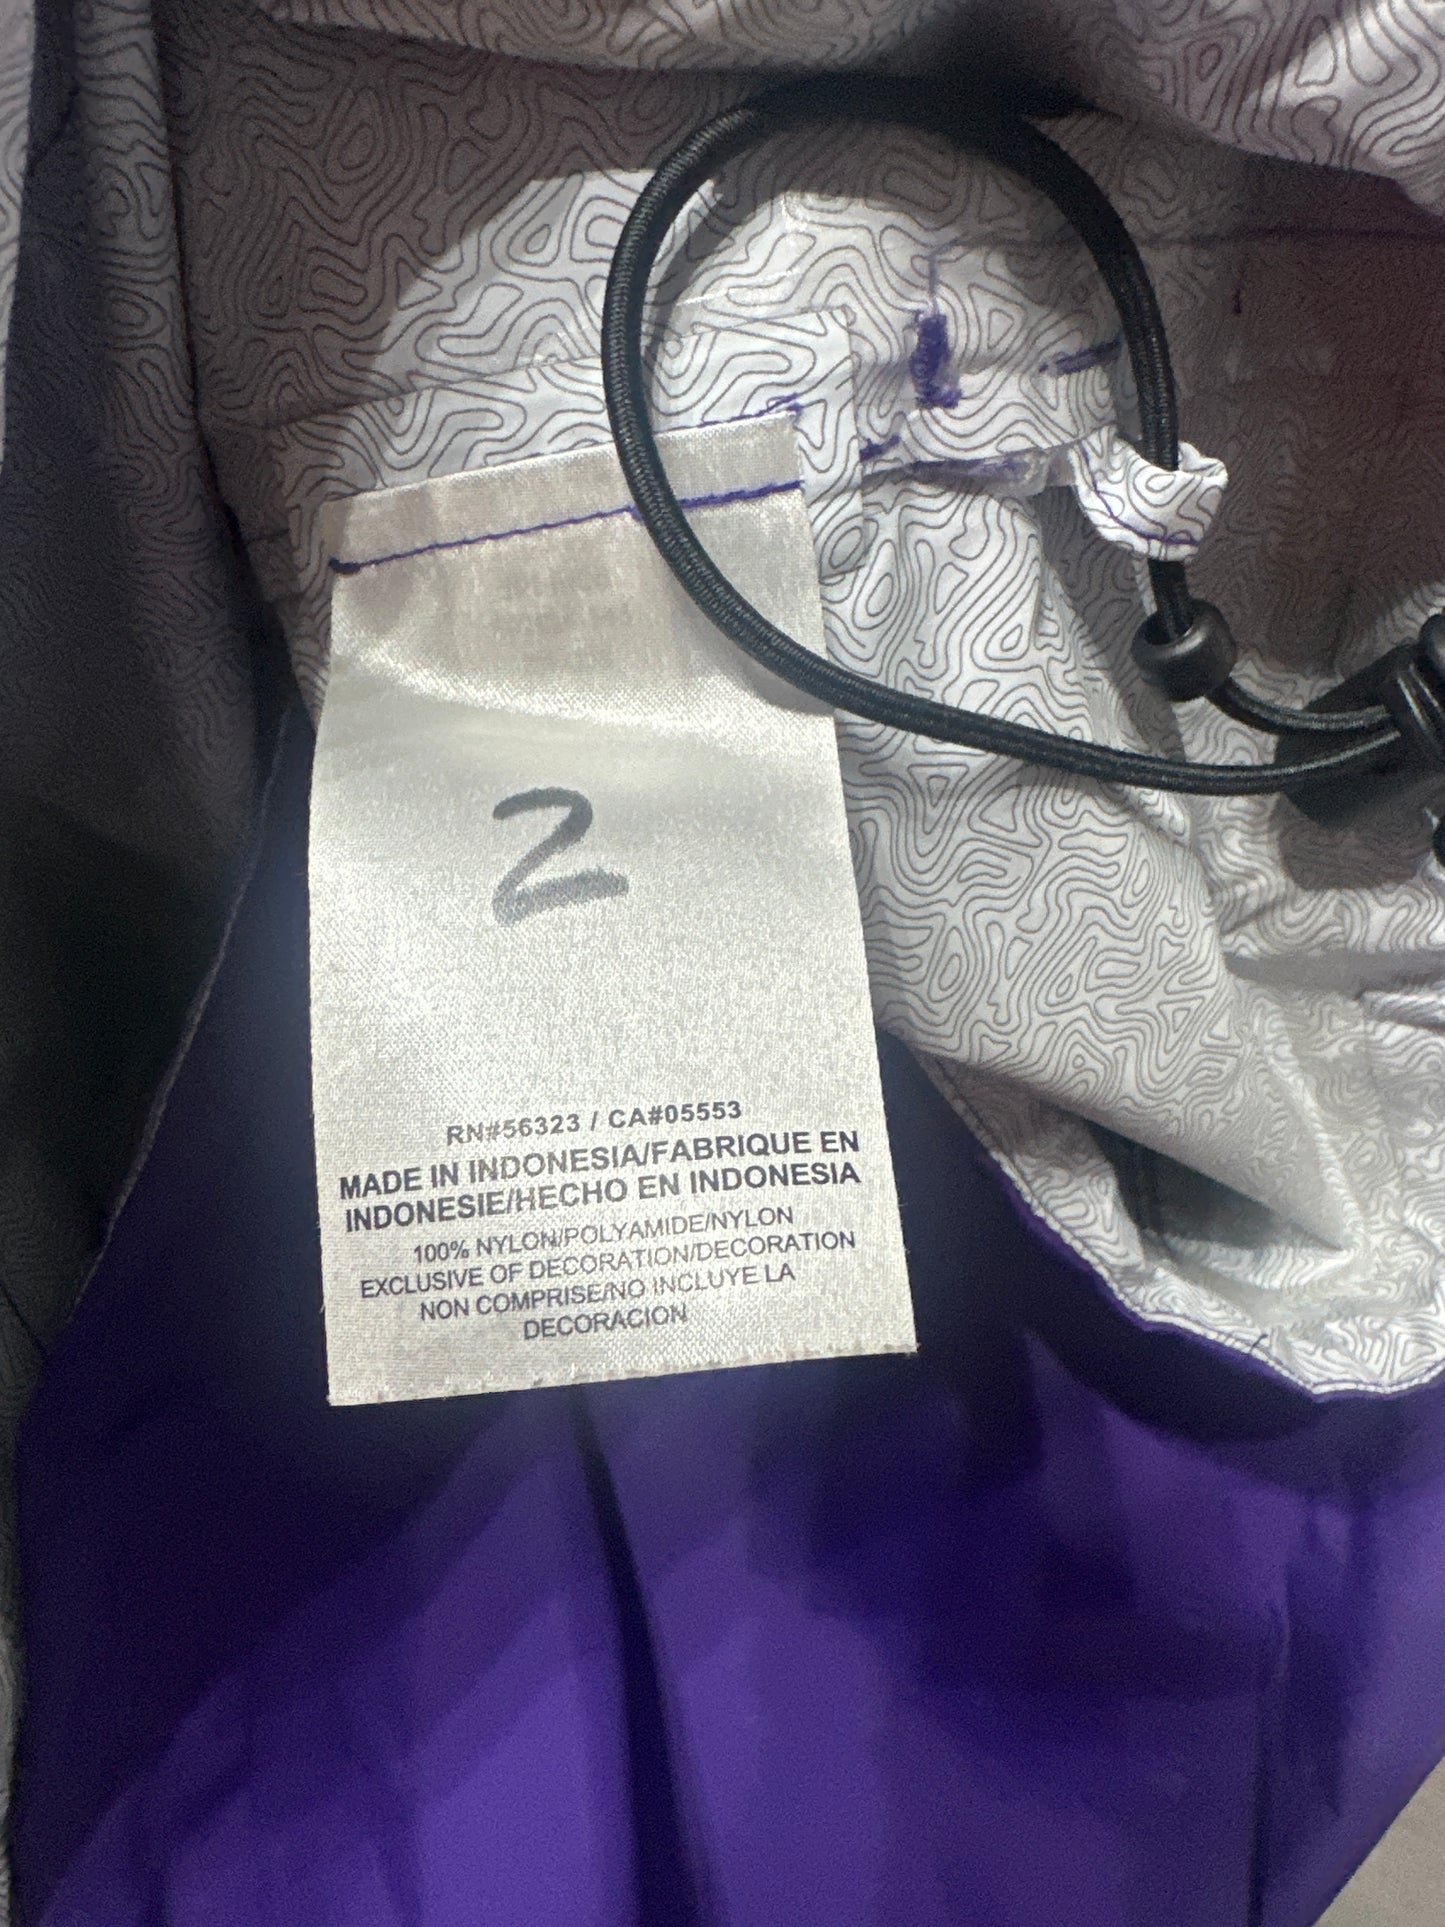 2
RN#56323 / CA#05553
MADE IN INDONESIA/FABRIQUE EN
INDONESIE/HECHO EN INDONESIA
100% NYLON/POLYAMIDE/NYLON
EXCLUSIVE OF DECORATION/DECORATION
NON COMPRISE/NO INCLUYE LA
DECORACION